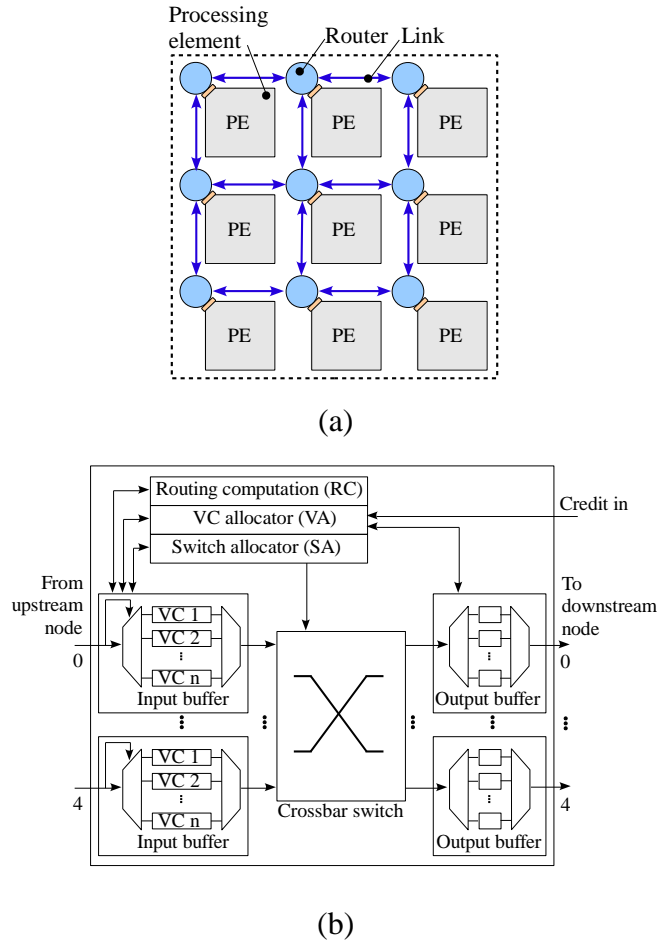 Processing
element
Router
Link
PE
PE
PE
PE
PE
PE
PE
PE
PE
(a)
Routing computation (RC)
VC allocator (VA)
Switch allocator (SA)
Credit in
From
upstream
node
0
VC 1
VC 2
VC n
Input buffer
To
downstream
node
0
Output buffer
4
VC 1
VC 2
VC n
Input buffer
Crossbar switch
Output buffer
4
(b)